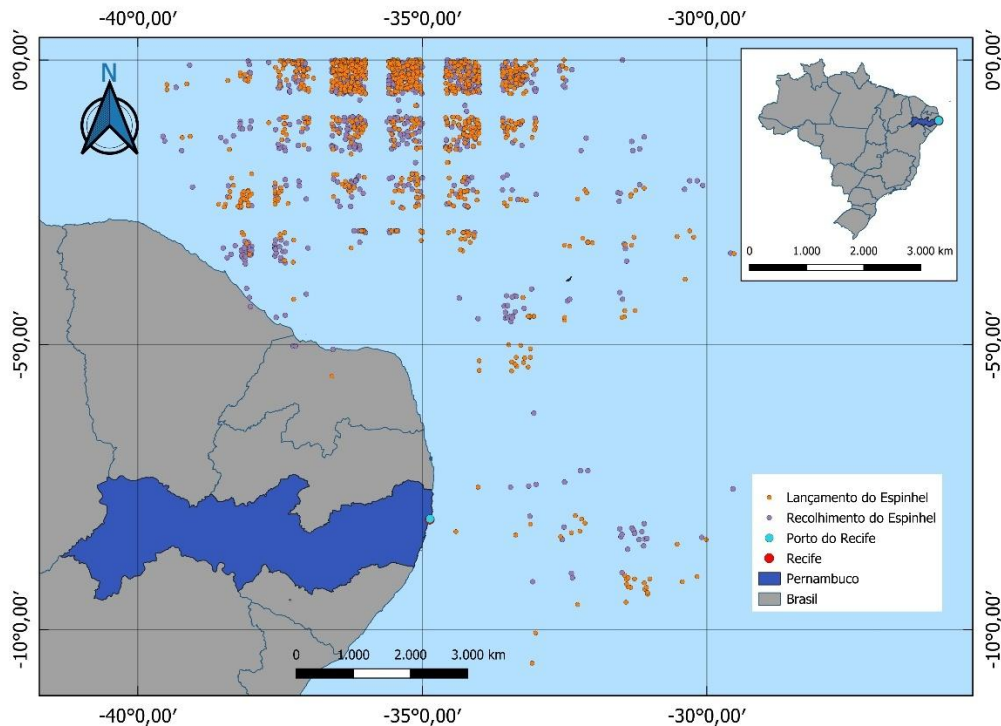 -40°0,00' -35°0,00' -30°0,00'
0°0,00'
0°0,00'
N
0 1.000 2.000 3.000 km
-5°0,00'
-5°0,00'
Lançamento do Espinhel
Recolhimento do Espinhel
Porto do Recife
Recife
Pernambuco
Brasil
-10°0,00'
-10°0,00'
0 1.000 2.000 3.000 km
-40°0,00' -35°0,00' -30°0,00'